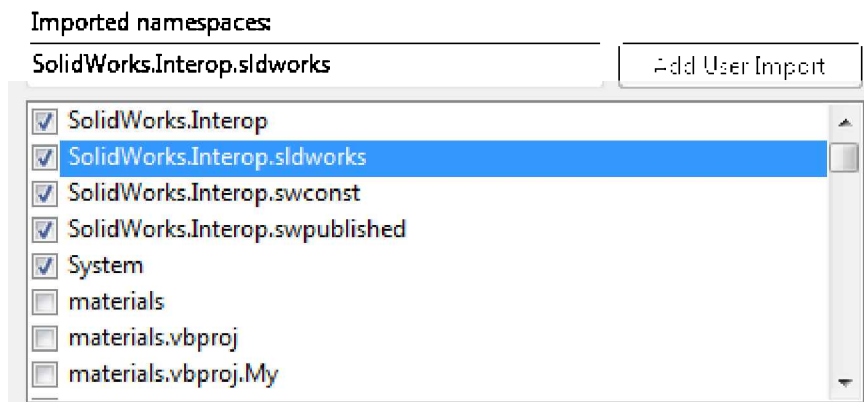 Imported namespaces:
SolidWorks.Interop.sldworks
Add User Import
SolidWorks.Interop
SolidWorks.Interop.sldworks
SolidWorks.Interop.swconst
SolidWorks.Interop.swpublished
System
materials
materials.vbproj
materials.vbproj.My